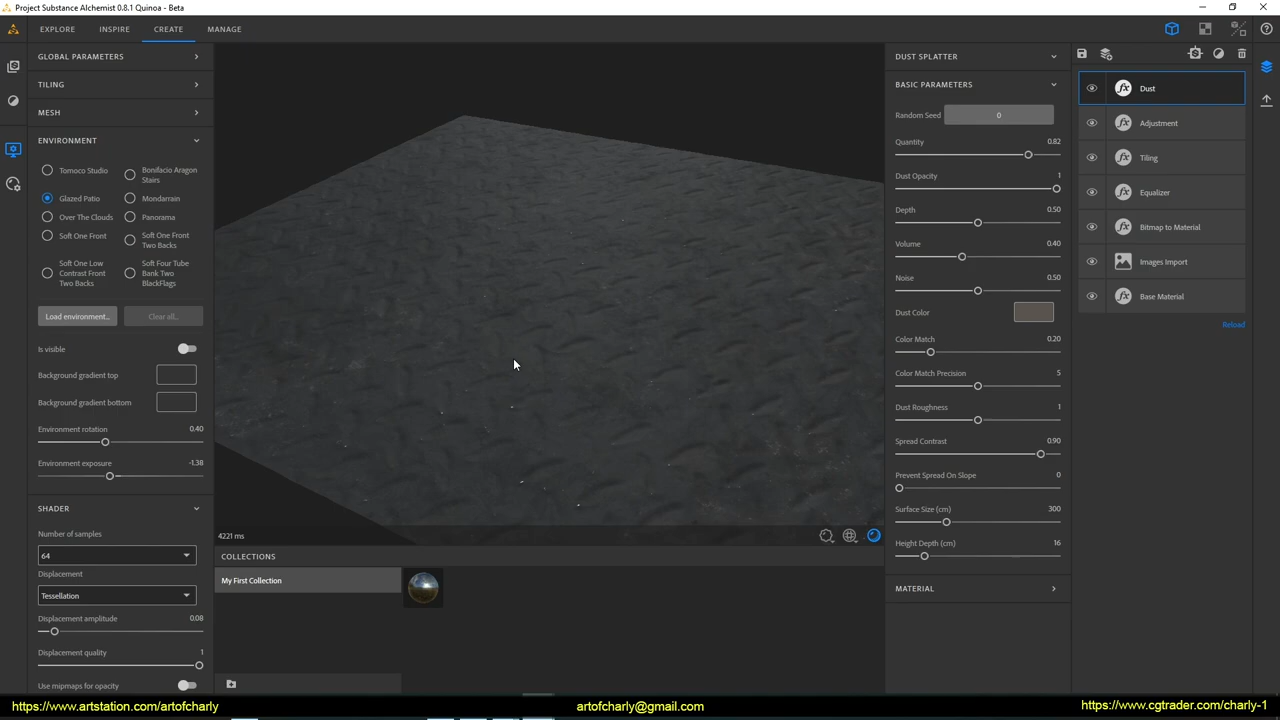 Project Substance Alchemist 0.8.1 Quinoa - Beta
EXPLORE
INSPIRE
CREATE
MANAGE
GLOBAL PARAMETERS
TILING
MESH
ENVIRONMENT
Tomoco Studio
Bonifacio Aragon
Stairs
Glazed Patio
Mondarrain
Over The Clouds
Panorama
Soft One Front
Soft One Front
Two Backs
Soft One Low
Contrast Front
Two Backs
Soft Four Tube
Bank Two
BlackFlags
Load environment...
Clear all...
Is visible
Background gradient top
Background gradient bottom
Environment rotation 0.40
Environment exposure -1.38
SHADER
Number of samples
64
Displacement
Tessellation
Displacement amplitude 0.08
Displacement quality 1
Use mipmaps for opacity
4221 ms
COLLECTIONS
My First Collection
DUST SPLATTER
BASIC PARAMETERS
Random Seed 0
Quantity 0.82
Dust Opacity 1
Depth 0.50
Volume 0.40
Noise 0.50
Dust Color
Color Match 0.20
Color Match Precision 5
Dust Roughness 1
Spread Contrast 0.90
Prevent Spread On Slope 0
Surface Size (cm) 300
Height Depth (cm) 16
MATERIAL
fx Dust
fx Adjustment
fx Tiling
fx Equalizer
fx Bitmap to Material
Images Import
fx Base Material
Reload
https://www.artstation.com/artofcharly
artofcharly@gmail.com
https://www.cgtrader.com/charly-1